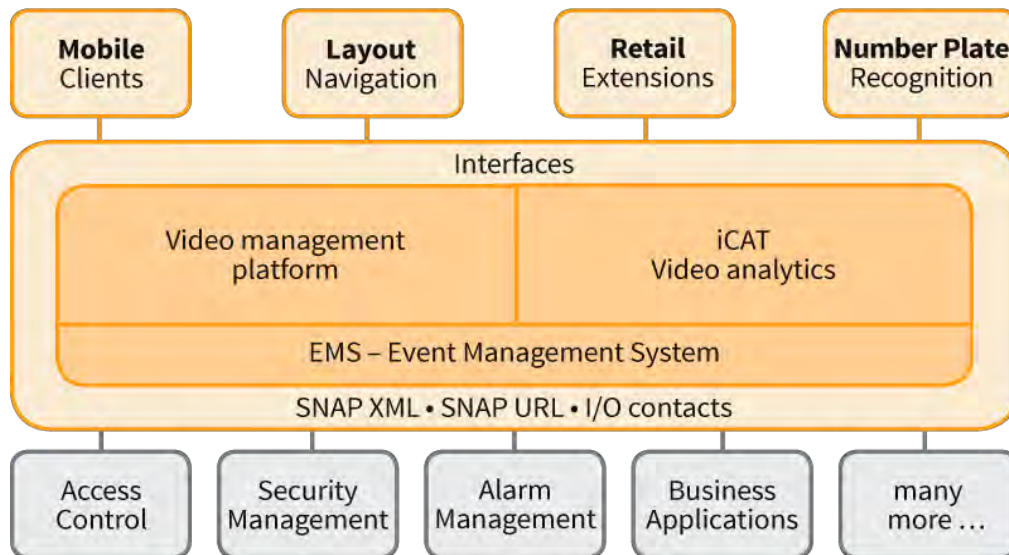 Mobile
Clients
Layout
Navigation
Retail
Extensions
Number Plate
Recognition
Interfaces
Video management
platform
iCAT
Video analytics
EMS – Event Management System
SNAP XML • SNAP URL • I/O contacts
Access
Control
Security
Management
Alarm
Management
Business
Applications
many
more ...